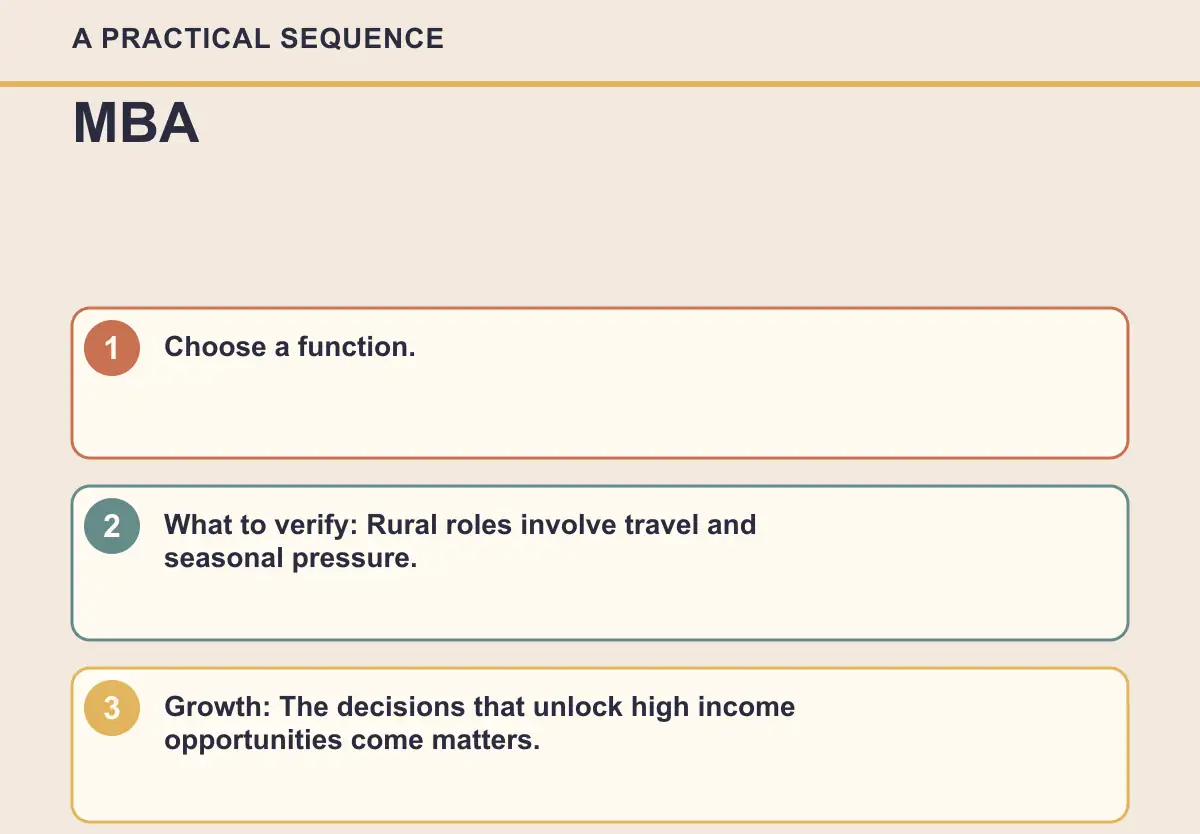 A PRACTICAL SEQUENCE
MBA
1
Choose a function.
2
What to verify: Rural roles involve travel and
seasonal pressure.
3
Growth: The decisions that unlock high income
opportunities come matters.